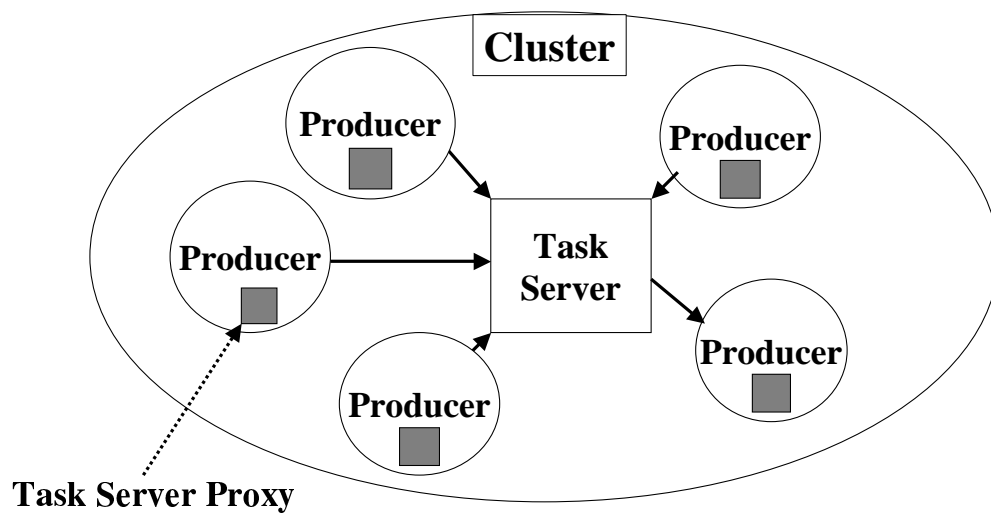 Cluster
Producer
Producer
Producer
Task
Server
Producer
Producer
Task Server Proxy